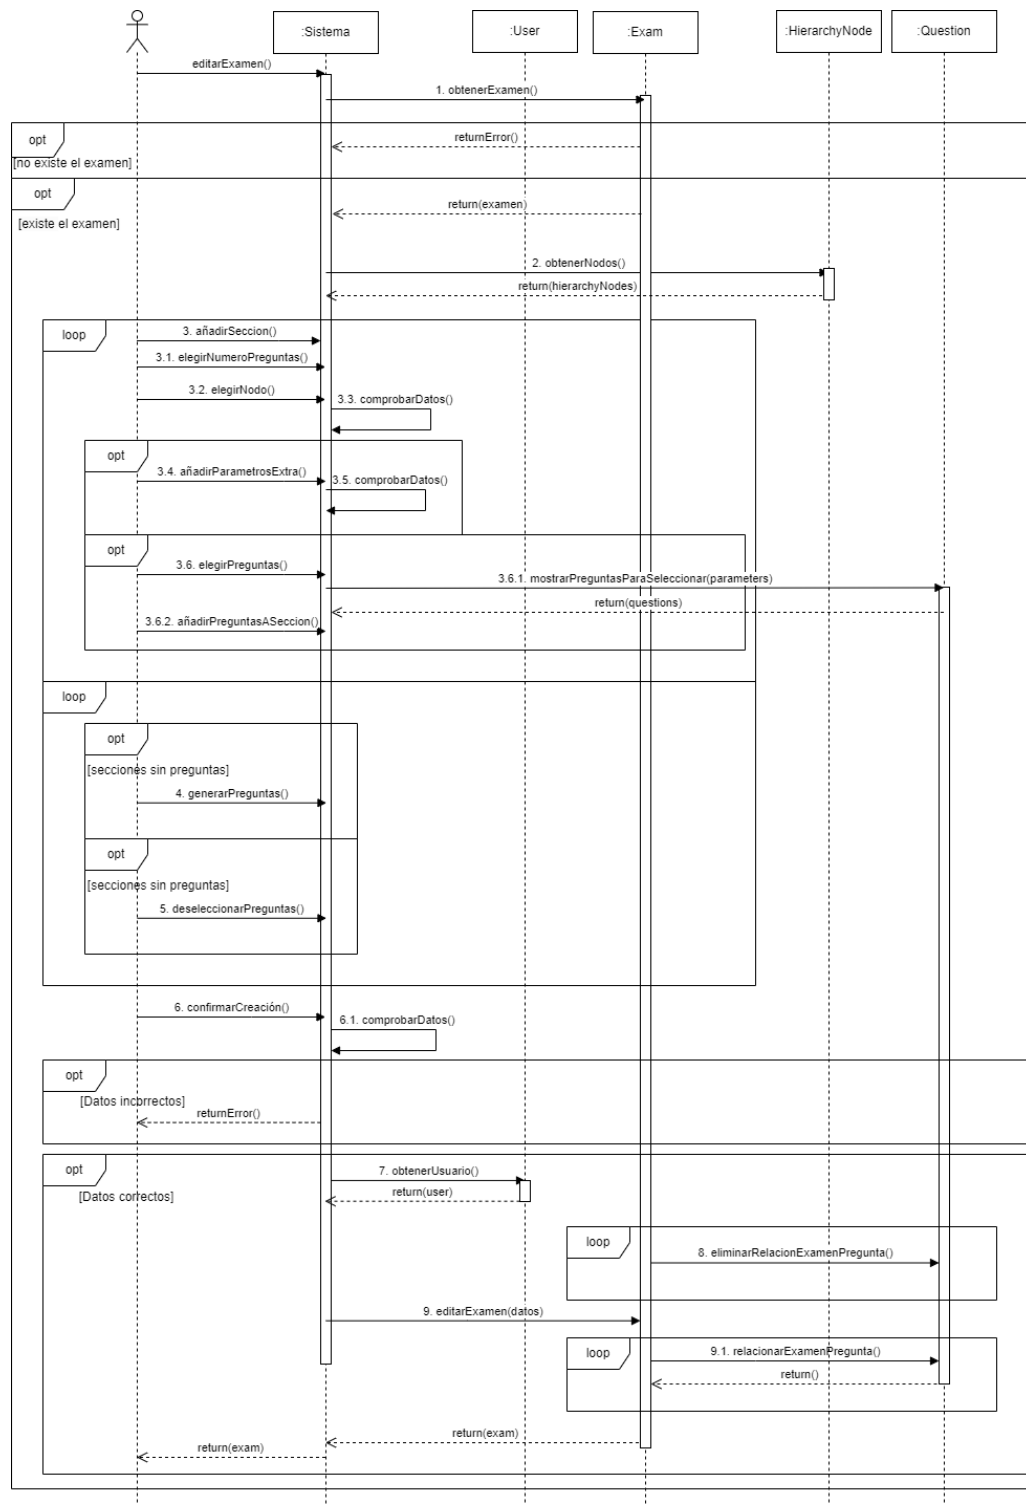 :Sistema
:User
:Exam
:HierarchyNode
:Question
editarExamen()
1. obtenerExamen()
opt
returnError()
[no existe el examen]
opt
return(examen)
[existe el examen]
2. obtenerNodos()
return(hierarchyNodes)
loop
3. añadirSeccion()
3.1. elegirNumeroPreguntas()
3.2. elegirNodo()
3.3. comprobarDatos()
opt
3.4. añadirParametrosExtra()
3.5. comprobarDatos()
opt
3.6. elegirPreguntas()
3.6.1. mostrarPreguntasParaSeleccionar(parameters)
return(questions)
3.6.2. añadirPreguntasASeccion()
loop
opt
[secciones sin preguntas]
4. generarPreguntas()
opt
[secciones sin preguntas]
5. deseleccionarPreguntas()
6. confirmarCreación()
6.1. comprobarDatos()
opt
[Datos incorrectos]
returnError()
opt
7. obtenerUsuario()
return(user)
[Datos correctos]
loop
8. eliminarRelacionExamenPregunta()
9. editarExamen(datos)
loop
9.1. relacionarExamenPregunta()
return()
return(exam)
return(exam)